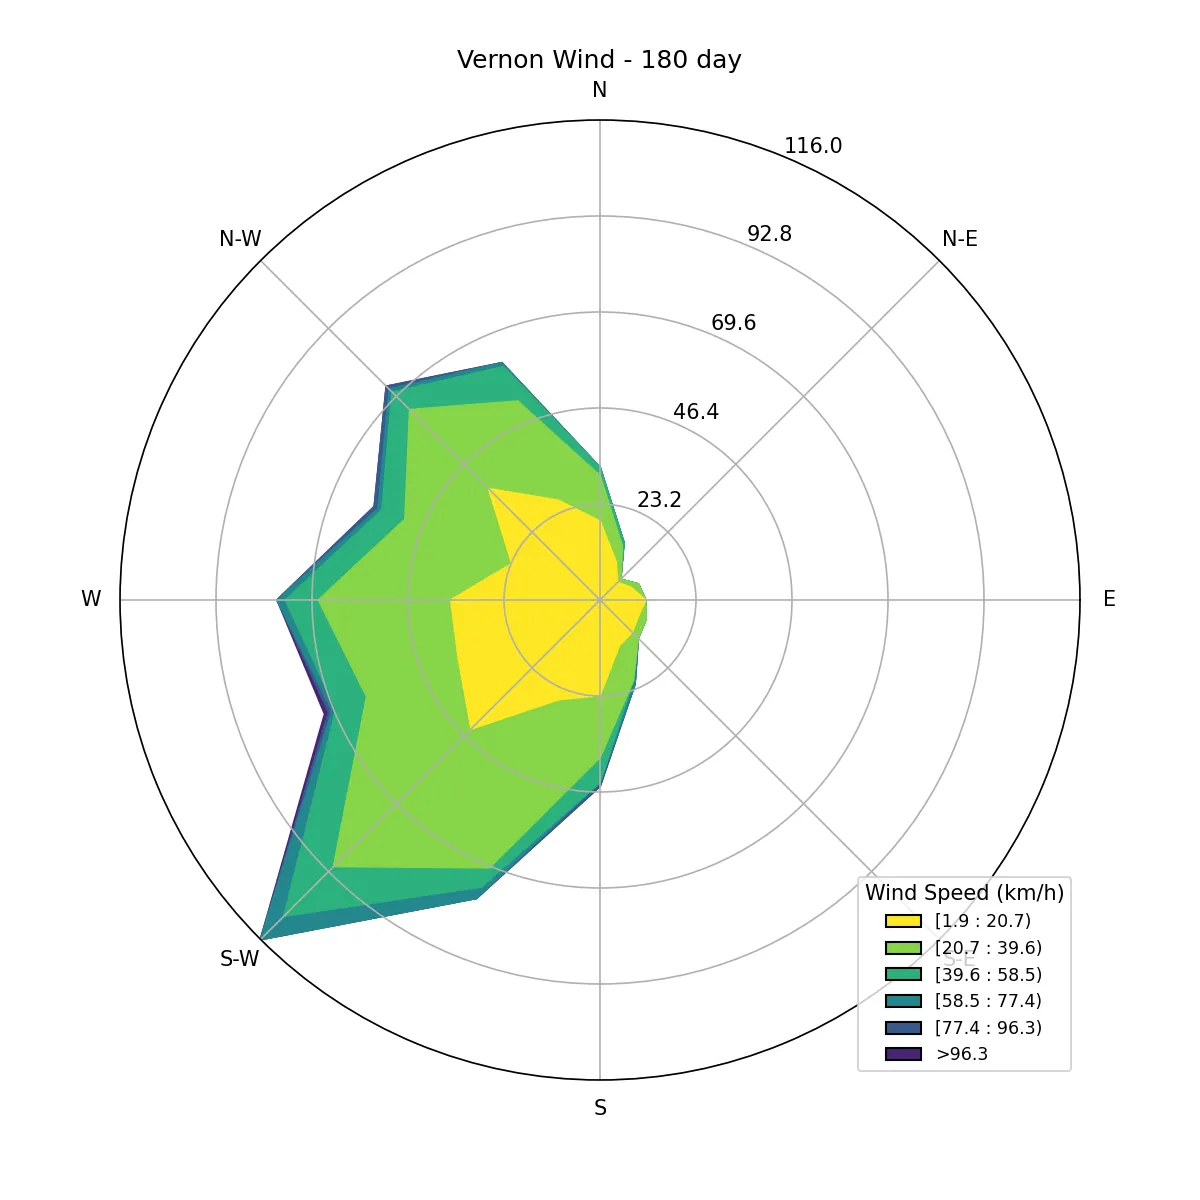 Vernon Wind - 180 day
N
116.0
N-W
92.8
N-E
69.6
46.4
23.2
W
E
S-W
S-E
S
Wind Speed (km/h)
[1.9 : 20.7)
[20.7 : 39.6)
[39.6 : 58.5)
[58.5 : 77.4)
[77.4 : 96.3)
>96.3